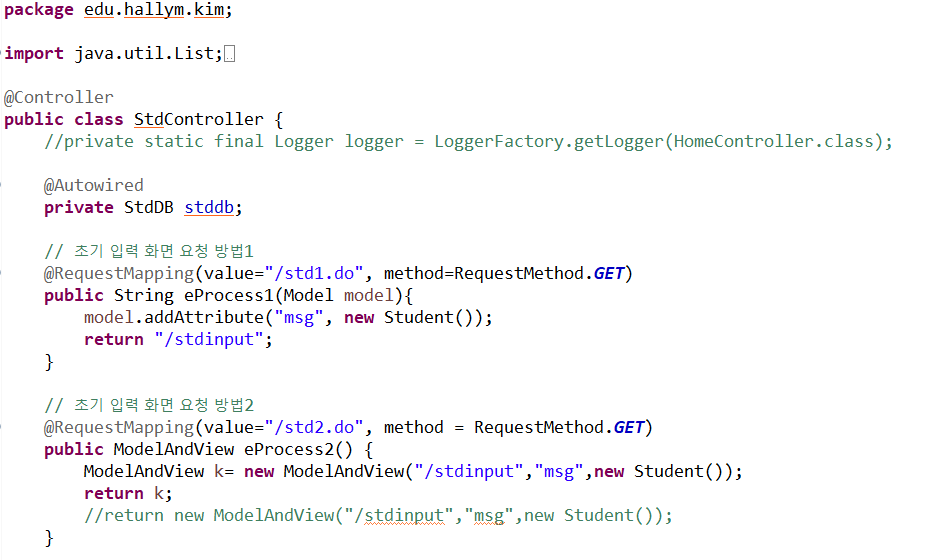 package edu.hallym.kim;
import java.util.List;
@Controller
public class StdController {
//private static final Logger logger = LoggerFactory.getLogger(HomeController.class);
@Autowired
private StdDB stddb;
// 초기 입력 화면 요청 방법1
@RequestMapping(value="/std1.do", method=RequestMethod.GET)
public String eProcess1(Model model){
model.addAttribute("msg", new Student());
return "/stdinput";
}
// 초기 입력 화면 요청 방법2
@RequestMapping(value="/std2.do", method = RequestMethod.GET)
public ModelAndView eProcess2() {
ModelAndView k= new ModelAndView("/stdinput","msg",new Student());
return k;
//return new ModelAndView("/stdinput","msg",new Student());
}